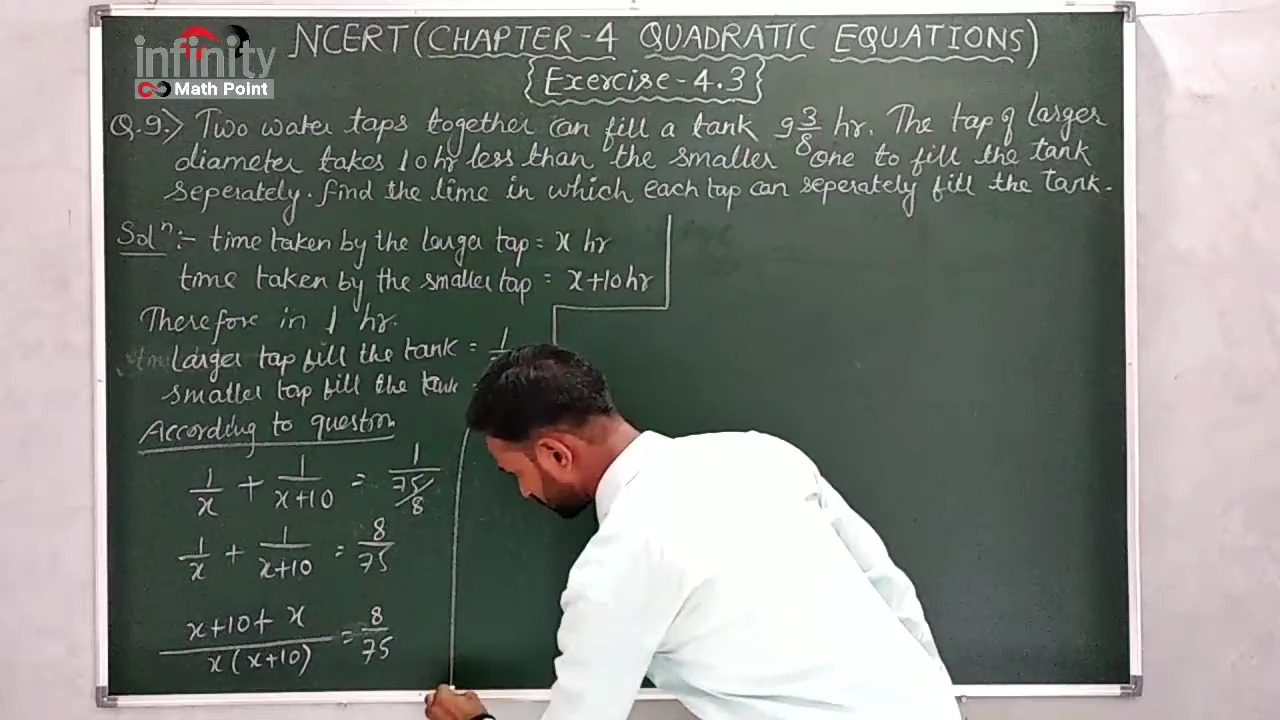 infinity
Math Point
NCERT (CHAPTER-4 QUADRATIC EQUATIONS)
{Exercise-4.3}
Q.9:> Two water taps together can fill a tank 9 3/8 hr. The tap of larger
diameter takes 10 hr less than the smaller one to fill the tank
seperately. find the time in which each tap can seperately fill the tank.
Solⁿ:- time taken by the larger tap = x hr
time taken by the smaller tap = x+10 hr
Therefore in 1 hr.
Larger tap fill the tank = 1/
smaller tap fill the tank =
According to question
1/x + 1/(x+10) = 1/(75/8)
1/x + 1/(x+10) = 8/75
(x+10+x)/(x(x+10)) = 8/75